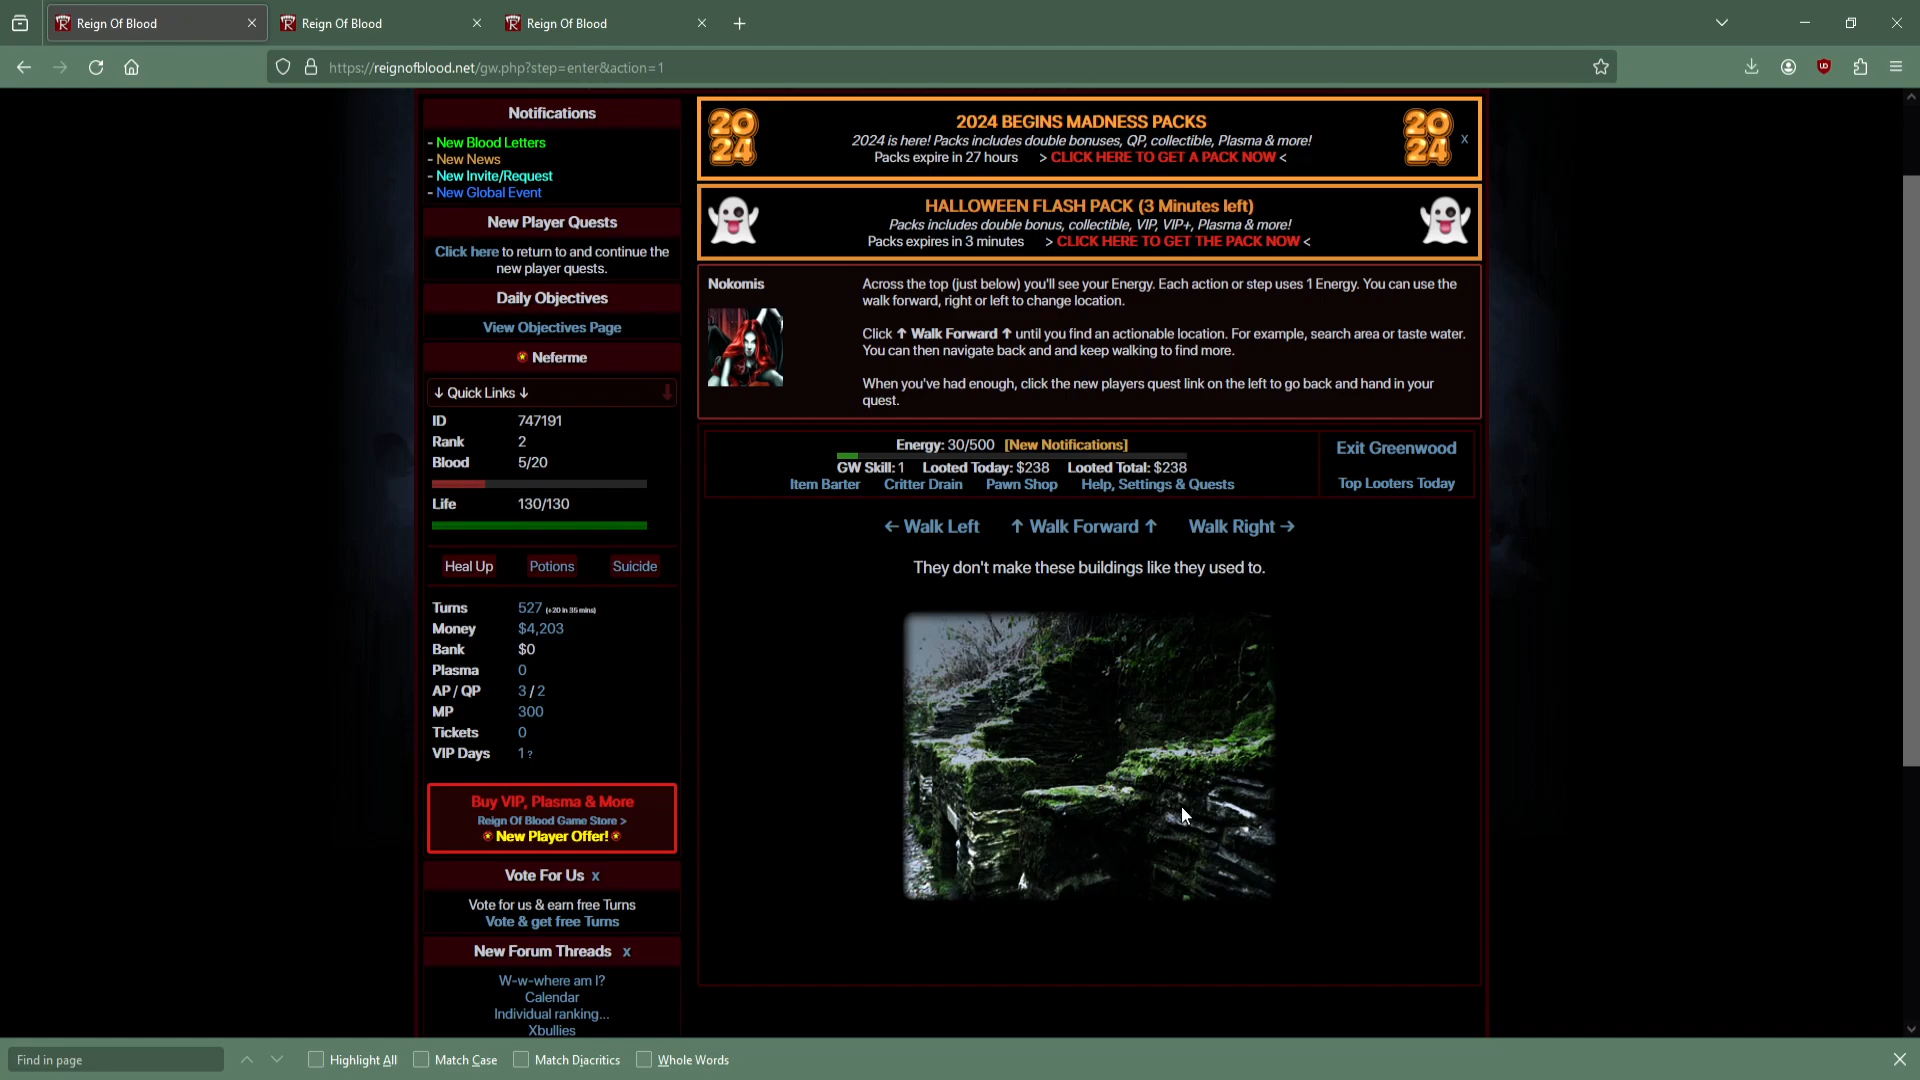 Reign Of Blood
Reign Of Blood
Reign Of Blood
https://reignofblood.net/gw.php?step=enter&action=1
Notifications
- New Blood Letters
- New News
- New Invite/Request
- New Global Event
New Player Quests
Click here to return to and continue the
new player quests.
Daily Objectives
View Objectives Page
Neferme
↓ Quick Links ↓
ID 747191
Rank 2
Blood 5/20
Life 130/130
Heal Up Potions Suicide
Turns 527 (+20 in 35 mins)
Money $4,203
Bank $0
Plasma 0
AP / QP 3 / 2
MP 300
Tickets 0
VIP Days 1 ?
Buy VIP, Plasma & More
Reign Of Blood Game Store >
New Player Offer!
Vote For Us x
Vote for us & earn free Turns
Vote & get free Turns
New Forum Threads x
W-w-where am I?
Calendar
Individual ranking...
Xbullies
2024
2024 BEGINS MADNESS PACKS
2024 is here! Packs includes double bonuses, QP, collectible, Plasma & more!
Packs expire in 27 hours > CLICK HERE TO GET A PACK NOW <
2024
x
HALLOWEEN FLASH PACK (3 Minutes left)
Packs includes double bonus, collectible, VIP, VIP+, Plasma & more!
Packs expires in 3 minutes > CLICK HERE TO GET THE PACK NOW <
Nokomis
Across the top (just below) you'll see your Energy. Each action or step uses 1 Energy. You can use the
walk forward, right or left to change location.
Click ↑ Walk Forward ↑ until you find an actionable location. For example, search area or taste water.
You can then navigate back and and keep walking to find more.
When you've had enough, click the new players quest link on the left to go back and hand in your
quest.
Energy: 30/500 [New Notifications]
GW Skill: 1 Looted Today: $238 Looted Total: $238
Item Barter Critter Drain Pawn Shop Help, Settings & Quests
Exit Greenwood
Top Looters Today
← Walk Left ↑ Walk Forward ↑ Walk Right →
They don't make these buildings like they used to.
Find in page
Highlight All Match Case Match Diacritics Whole Words